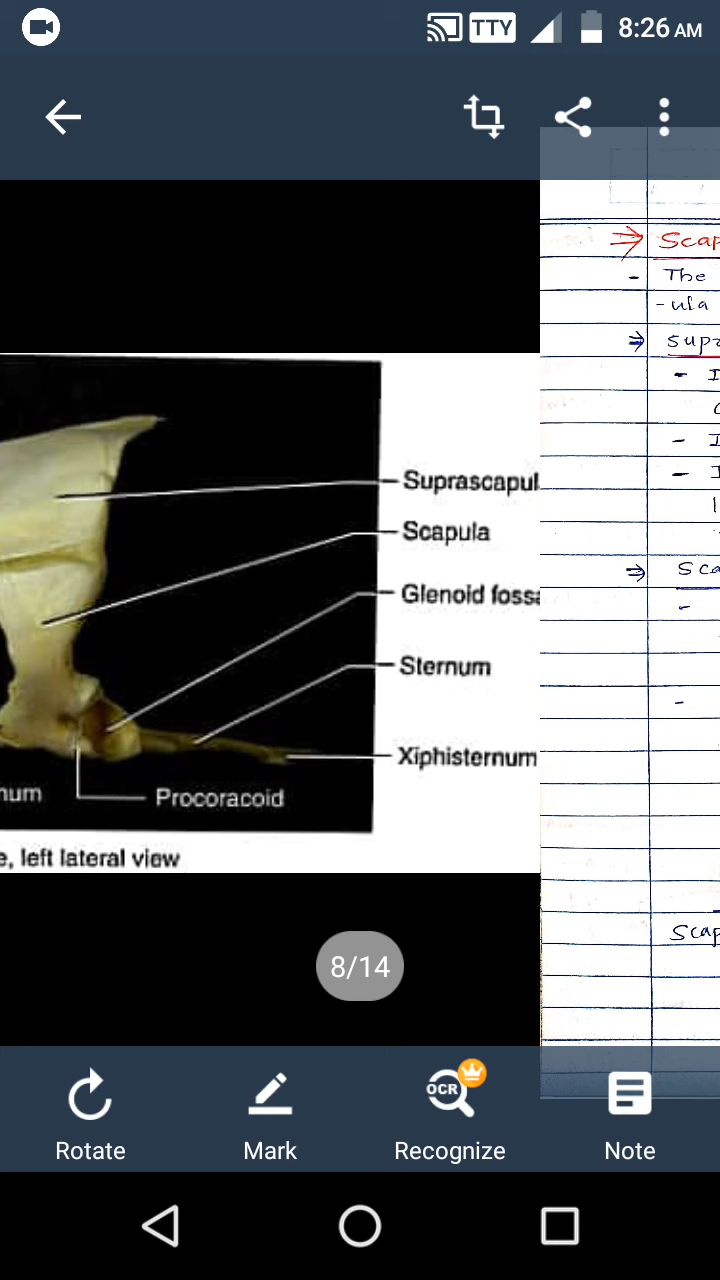 TTY 8:26 AM
Suprascapul
Scapula
Glenoid fossa
Sternum
Xiphisternum
num
Procoracoid
e, left lateral view
⇒ Scap
- The
- ula
⇒ supra
- I
- I
- I
⇒ Sca
-
-
Scap
8/14
OCR
Rotate
Mark
Recognize
Note